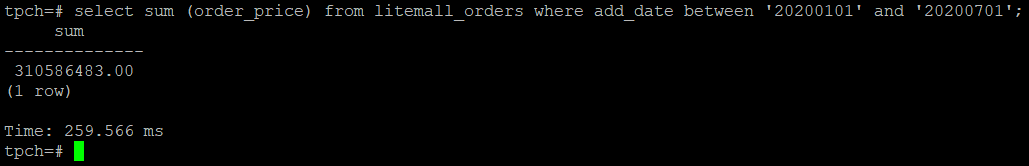 tpch=# select sum (order_price) from litemall_orders where add_date between '20200101' and '20200701';
     sum
--------------
 310586483.00
(1 row)

Time: 259.566 ms
tpch=#